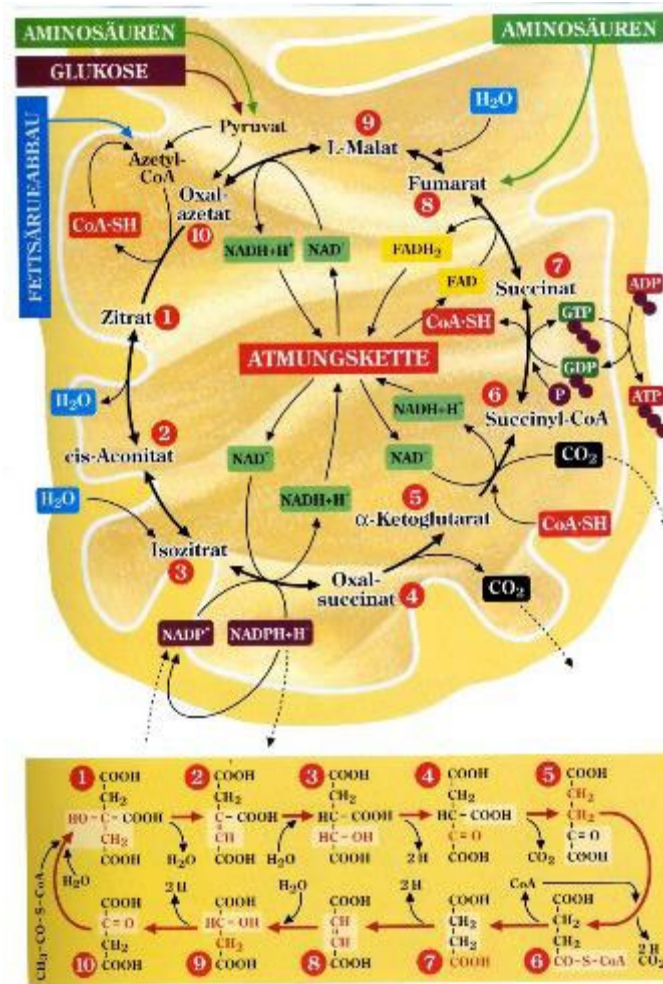 AMINOSÄUREN
AMINOSÄUREN
GLUKOSE
FETTSÄRUEABBAU
Pyruvat
Azetyl-
CoA
Oxal-
azetat
10
CoA·SH
9
L-Malat
H₂O
Fumarat
8
NADH+H⁺
NAD⁺
FADH₂
FAD
7
Succinat
ADP
GTP
GDP
P
ATP
CoA·SH
Zitrat 1
ATMUNGSKETTE
H₂O
6
Succinyl-CoA
NADH+H⁺
2
cis-Aconitat
NAD⁺
NAD⁺
CO₂
H₂O
NADH+H⁺
5
α-Ketoglutarat
CoA·SH
Isozitrat
3
Oxal-
succinat 4
CO₂
NADP⁺
NADPH+H⁺
1 COOH
CH₂
HO-C-COOH
CH₂
COOH
H₂O
2 COOH
CH₂
C-COOH
CH
COOH
H₂O
3 COOH
CH₂
HC-COOH
HC-OH
COOH
2 H
4 COOH
CH₂
HC-COOH
C=O
COOH
CO₂
5 COOH
CH₂
CH₂
C=O
COOH
CH₃-CO-S-CoA
H₂O
10 COOH
C=O
CH₂
COOH
2 H
9 COOH
HC-OH
CH₂
COOH
H₂O
8 COOH
CH
CH
COOH
2 H
7 COOH
CH₂
CH₂
COOH
CoA
6 COOH
CH₂
CH₂
CO-S-CoA
2 H
CO₂